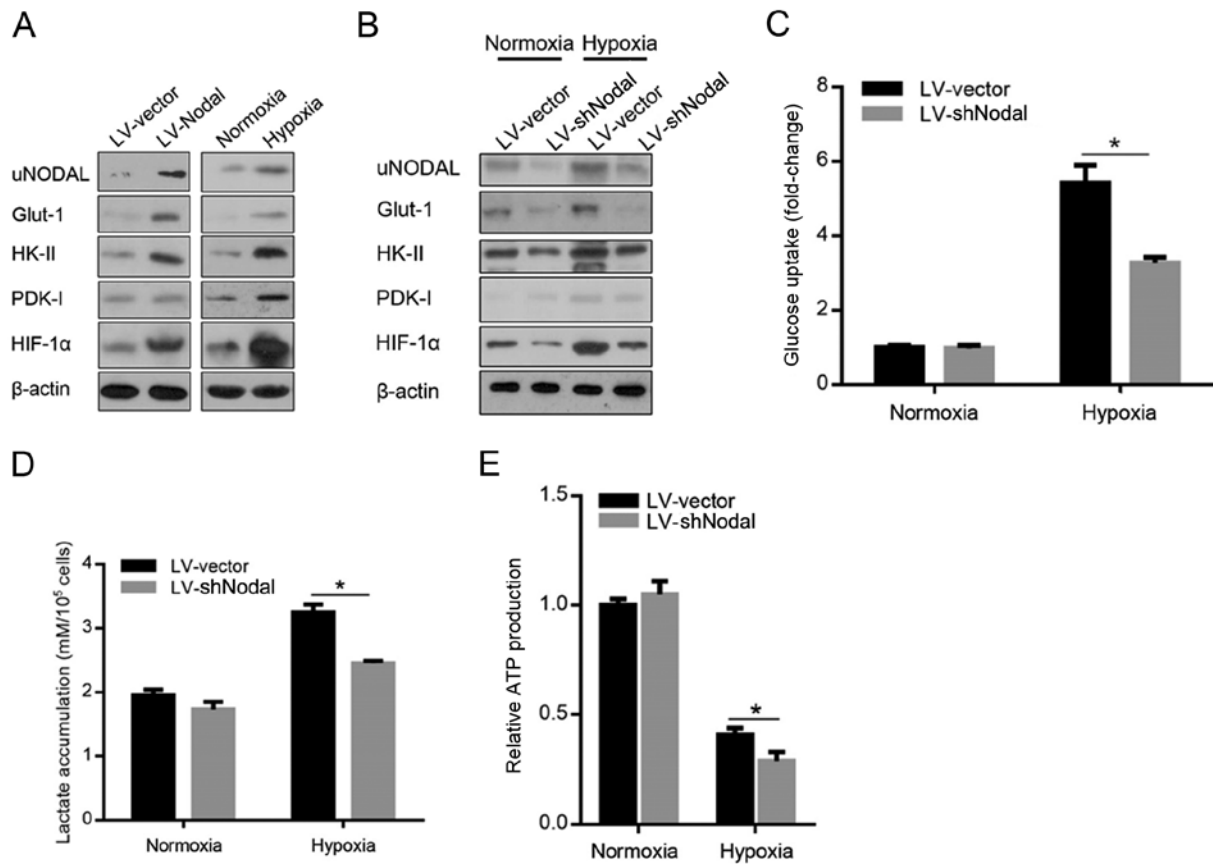 A
LV-vector
LV-Nodal
Normoxia
Hypoxia
uNODAL
Glut-1
HK-II
PDK-I
HIF-1α
β-actin
B
Normoxia Hypoxia
LV-vector
LV-shNodal
LV-vector
LV-shNodal
uNODAL
Glut-1
HK-II
PDK-I
HIF-1α
β-actin
C
Glucose uptake (fold-change)
8
6
4
2
0
LV-vector
LV-shNodal
*
Normoxia Hypoxia
D
Lactate accumulation (mM/10⁵ cells)
4
3
2
1
0
LV-vector
LV-shNodal
*
Normoxia Hypoxia
E
Relative ATP production
1.5
1.0
0.5
0.0
LV-vector
LV-shNodal
*
Normoxia Hypoxia